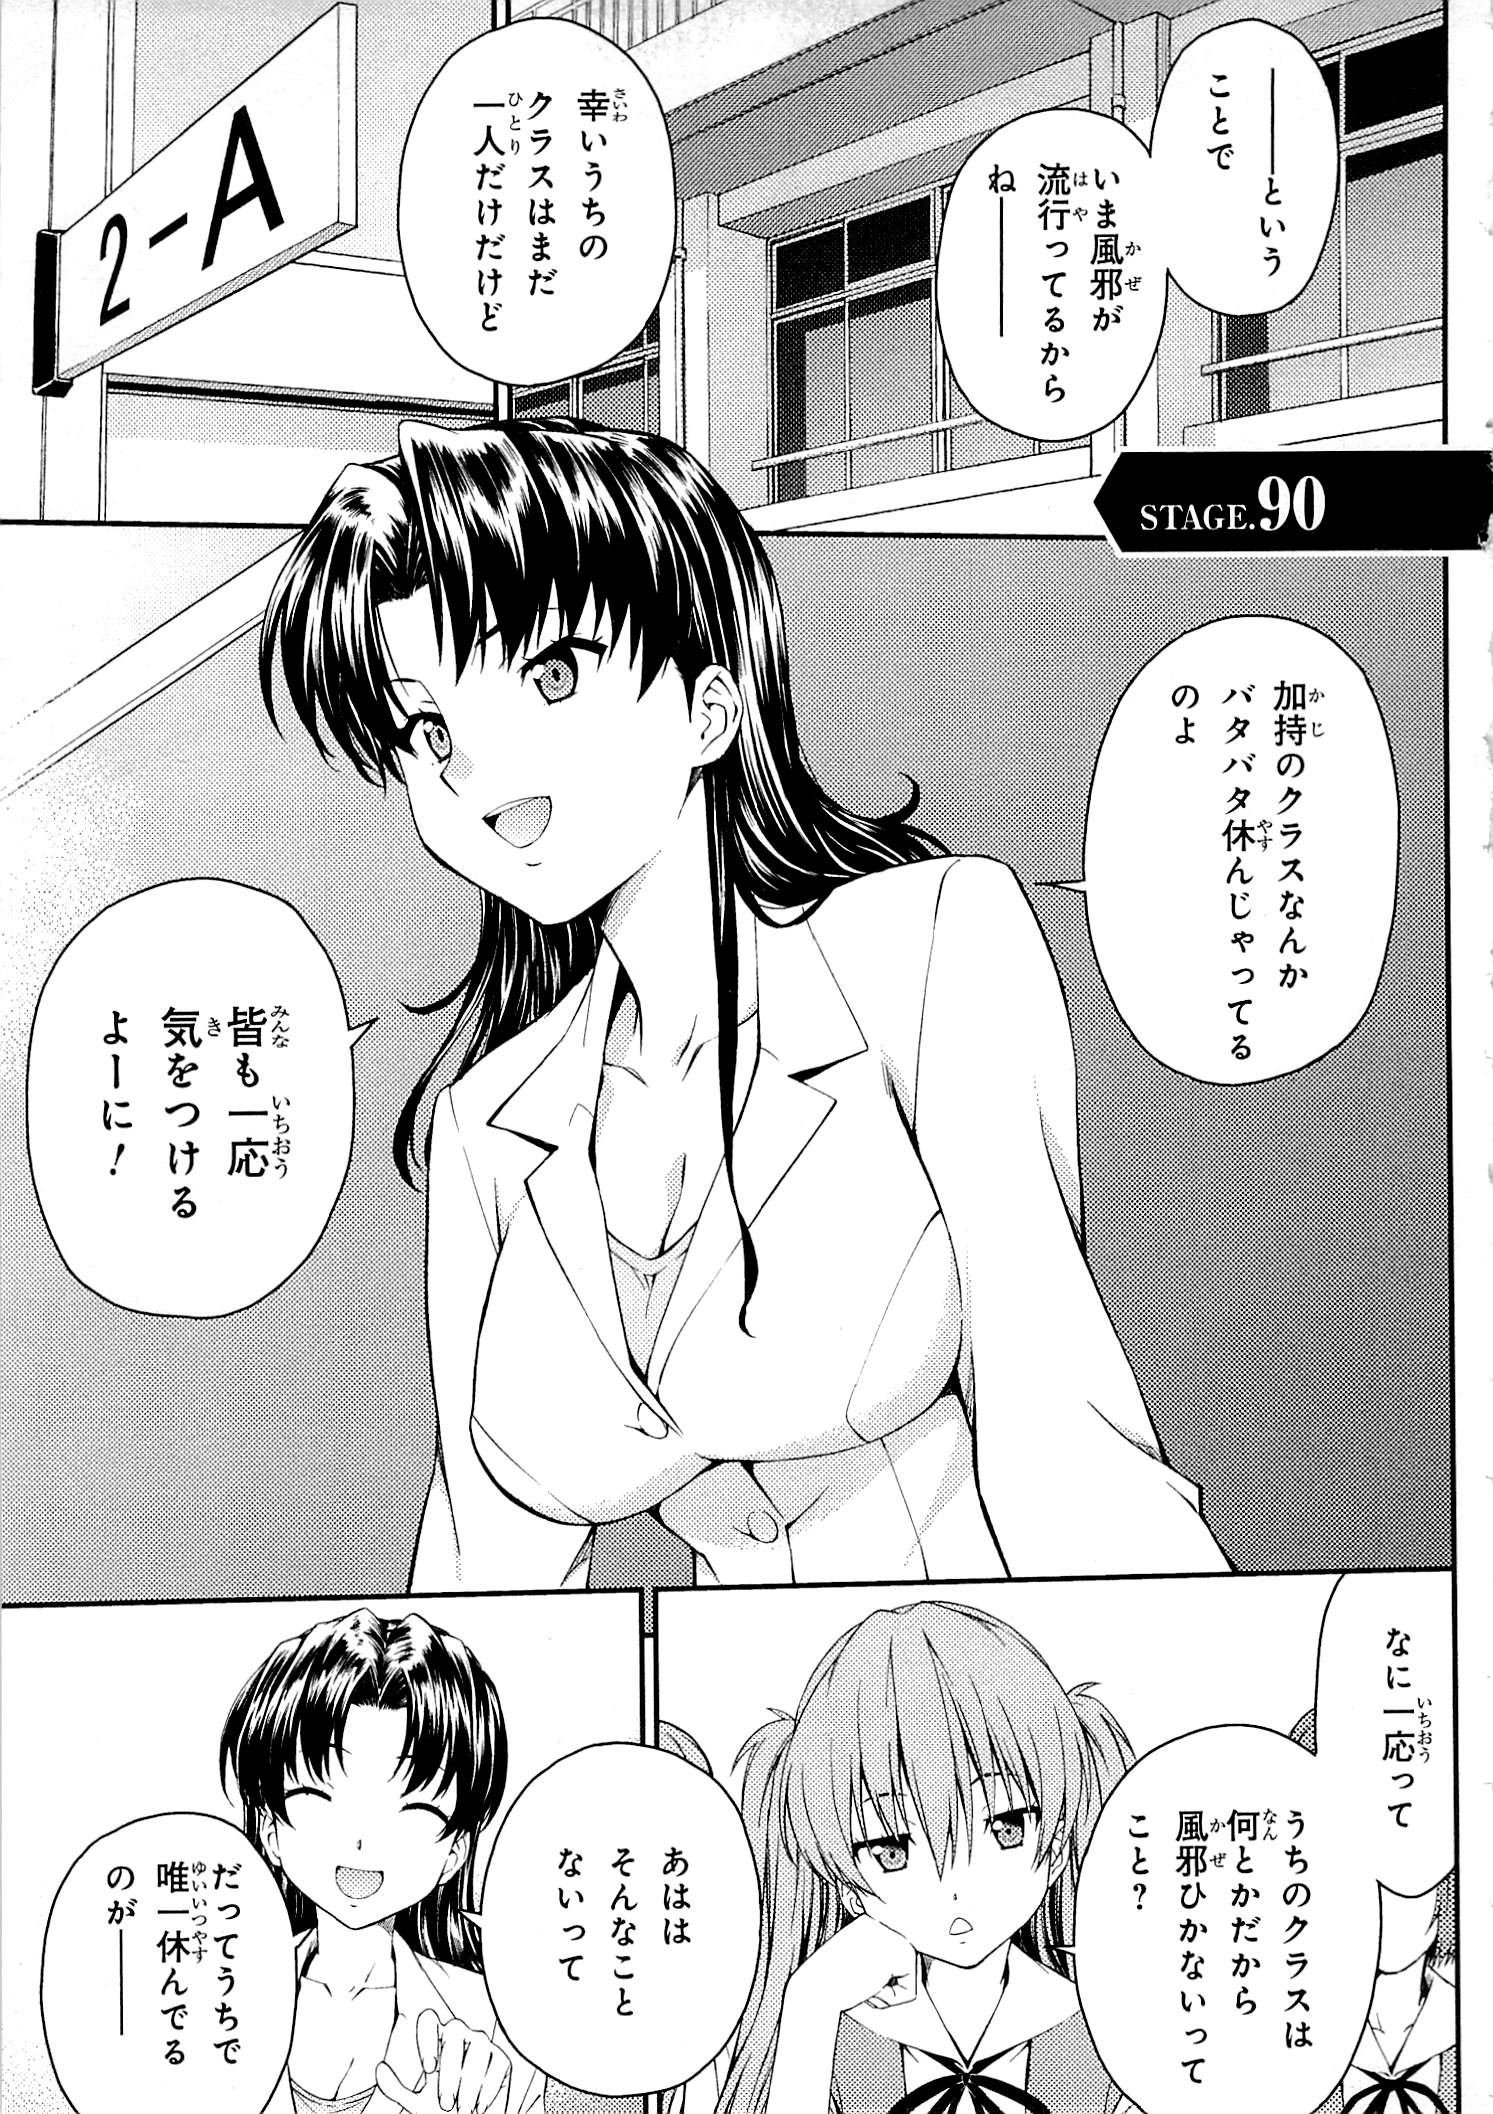 ――という
ことで
いま風邪が
流行ってるから
ね――
幸いうちの
クラスはまだ
一人だけだけど
2-A
STAGE.90
加持のクラスなんか
バタバタ休んじゃってる
のよ
皆も一応
気をつける
よーに!
なに一応って
うちのクラスは
何とかだから
風邪ひかないって
こと?
あはは
そんなこと
ないって
だってうちで
唯一休んでる
のが――